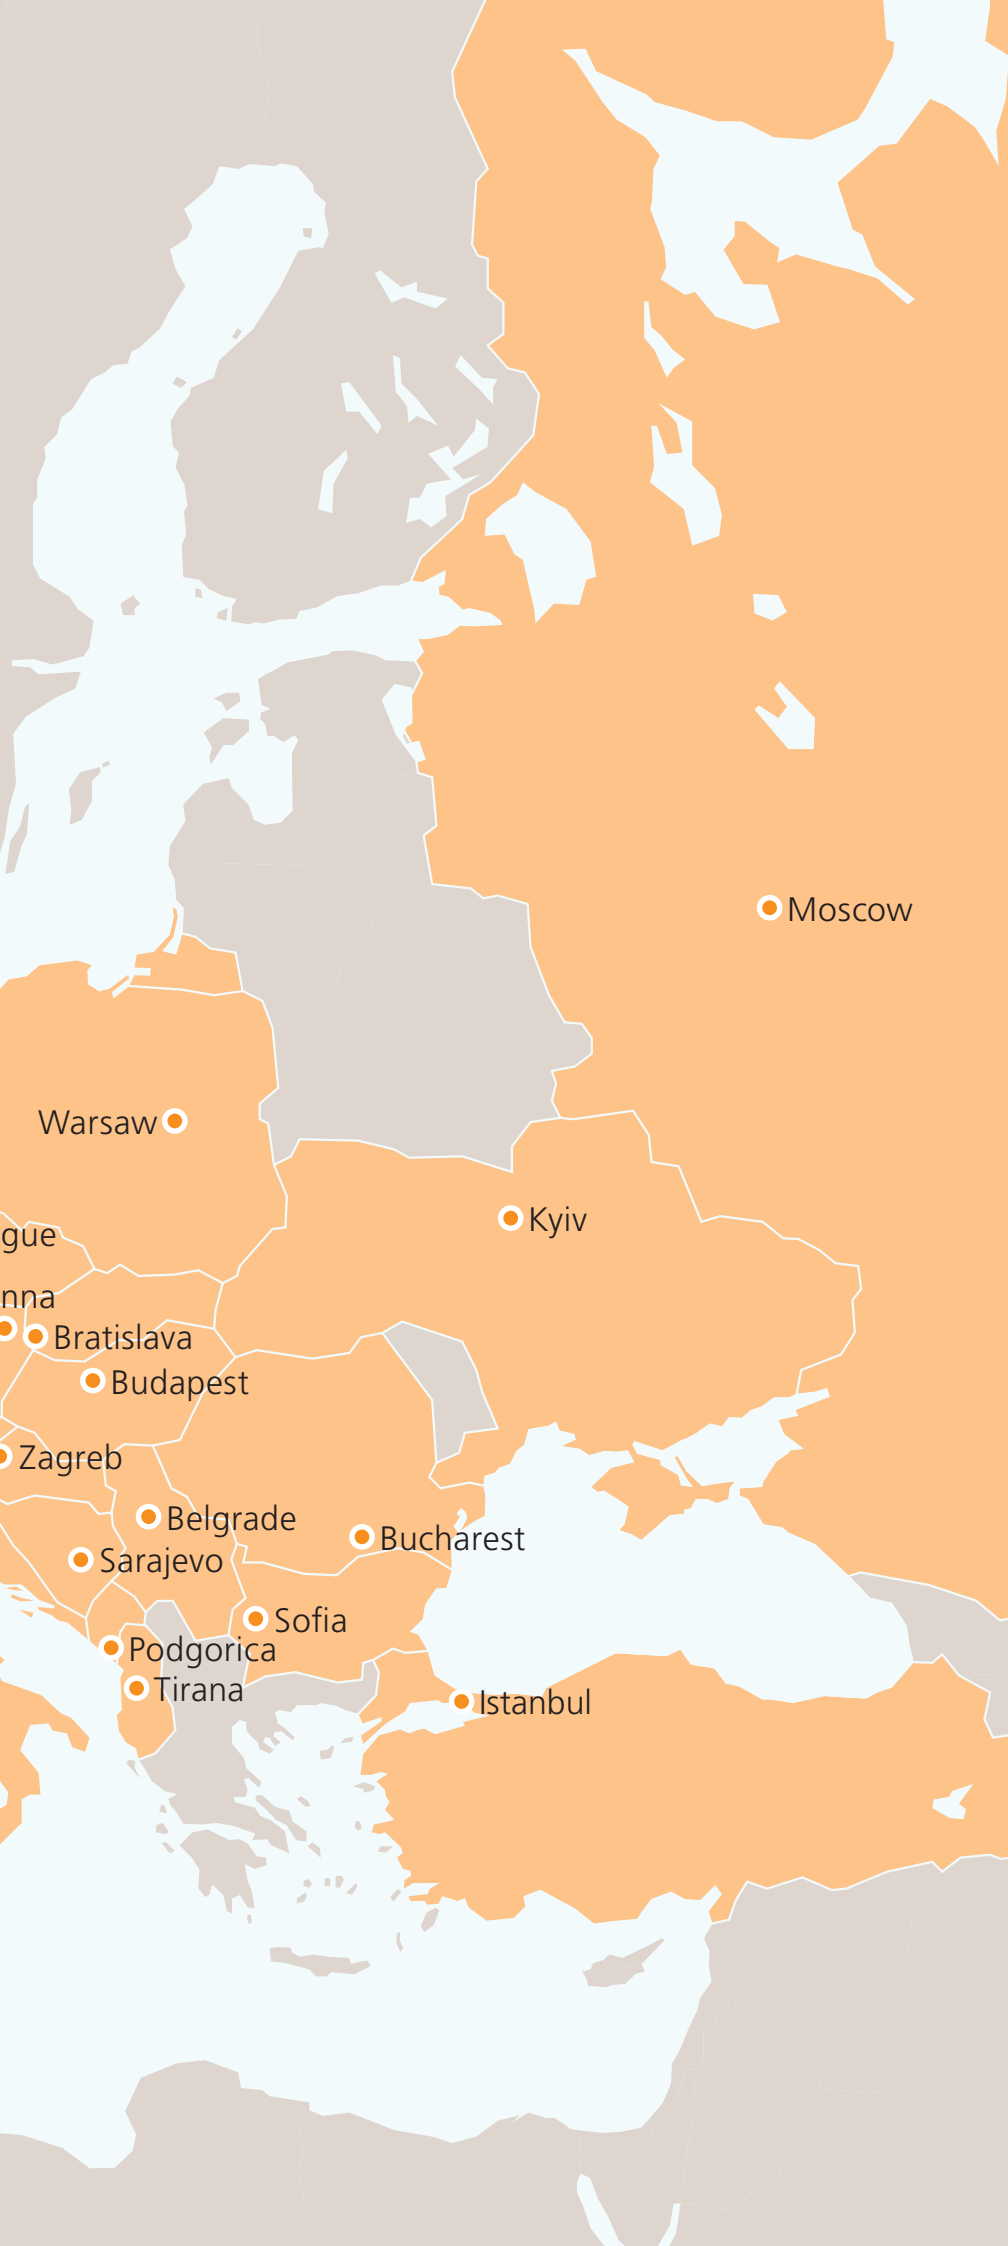 Moscow
Warsaw
Kyiv
gue
nna
Bratislava
Budapest
Zagreb
Belgrade
Bucharest
Sarajevo
Sofia
Podgorica
Tirana
Istanbul